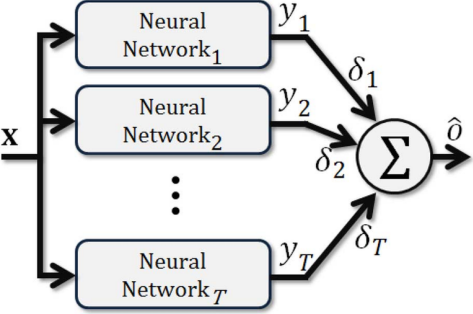 Neural
Network₁
y₁
δ₁
x
Neural
Network₂
y₂
δ₂
Σ
ô
⋮
Neural
Network_T
y_T
δ_T